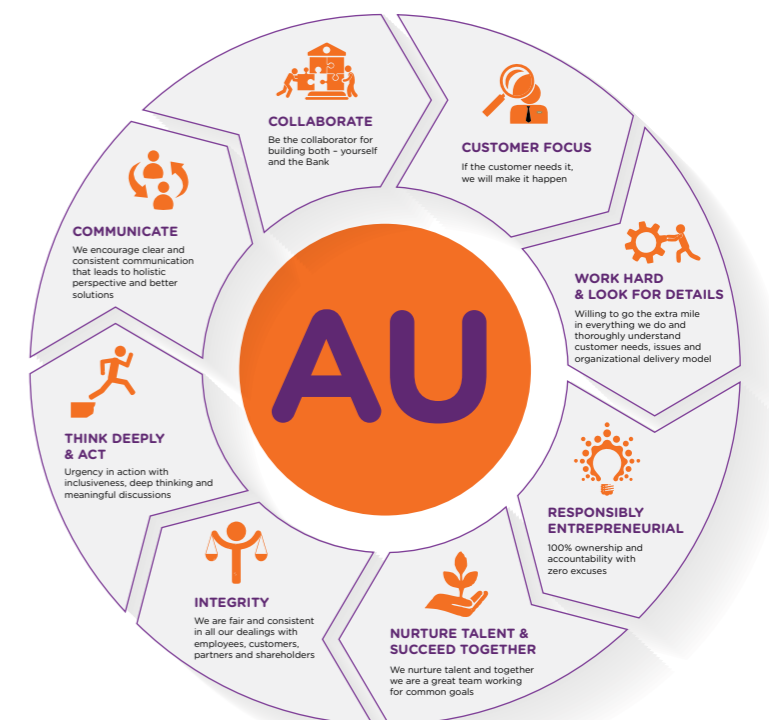 COLLABORATE
Be the collaborator for
building both – yourself
and the Bank
CUSTOMER FOCUS
If the customer needs it,
we will make it happen
WORK HARD
& LOOK FOR DETAILS
Willing to go the extra mile
in everything we do and
thoroughly understand
customer needs, issues and
organizational delivery model
RESPONSIBLY
ENTREPRENEURIAL
100% ownership and
accountability with
zero excuses
NURTURE TALENT &
SUCCEED TOGETHER
We nurture talent and together
we are a great team working
for common goals
INTEGRITY
We are fair and consistent
in all our dealings with
employees, customers,
partners and shareholders
THINK DEEPLY
& ACT
Urgency in action with
inclusiveness, deep thinking and
meaningful discussions
COMMUNICATE
We encourage clear and
consistent communication
that leads to holistic
perspective and better
solutions
AU